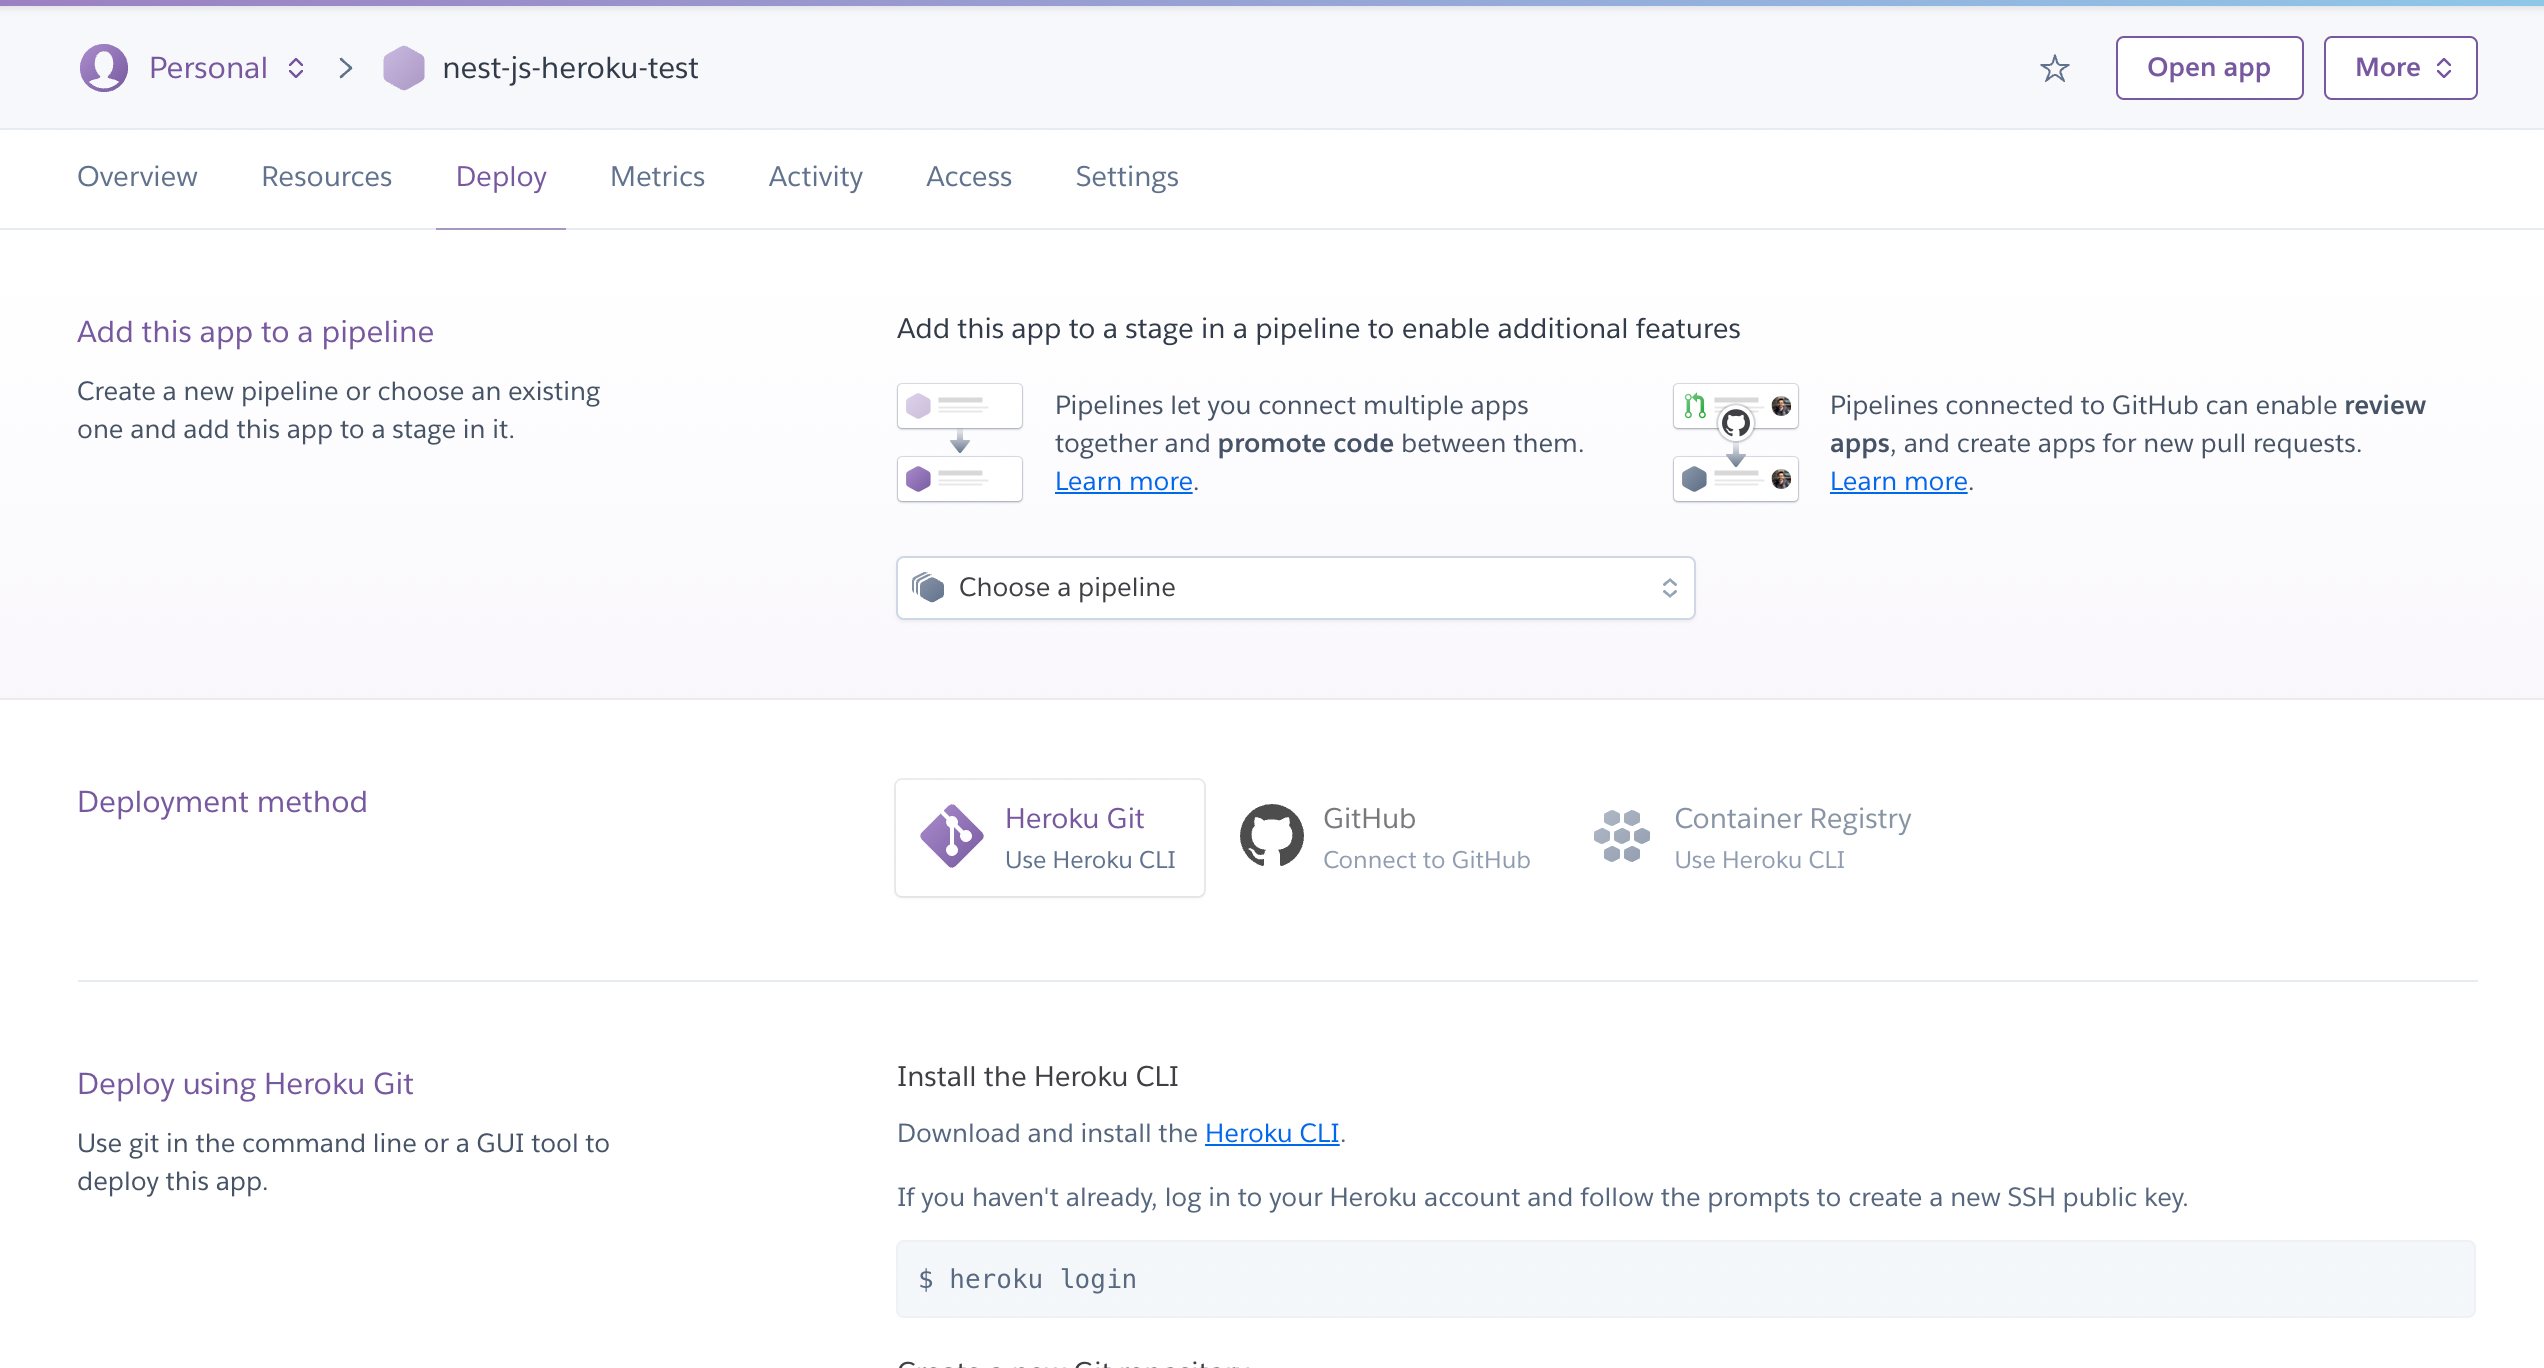 Personal
nest-js-heroku-test
Open app
More
Overview
Resources
Deploy
Metrics
Activity
Access
Settings
Add this app to a pipeline
Create a new pipeline or choose an existing
one and add this app to a stage in it.
Add this app to a stage in a pipeline to enable additional features
Pipelines let you connect multiple apps
together and promote code between them.
Learn more.
Pipelines connected to GitHub can enable review
apps, and create apps for new pull requests.
Learn more.
Choose a pipeline
Deployment method
Heroku Git
Use Heroku CLI
GitHub
Connect to GitHub
Container Registry
Use Heroku CLI
Deploy using Heroku Git
Use git in the command line or a GUI tool to
deploy this app.
Install the Heroku CLI
Download and install the Heroku CLI.
If you haven't already, log in to your Heroku account and follow the prompts to create a new SSH public key.
$ heroku login
Create a new Git repository